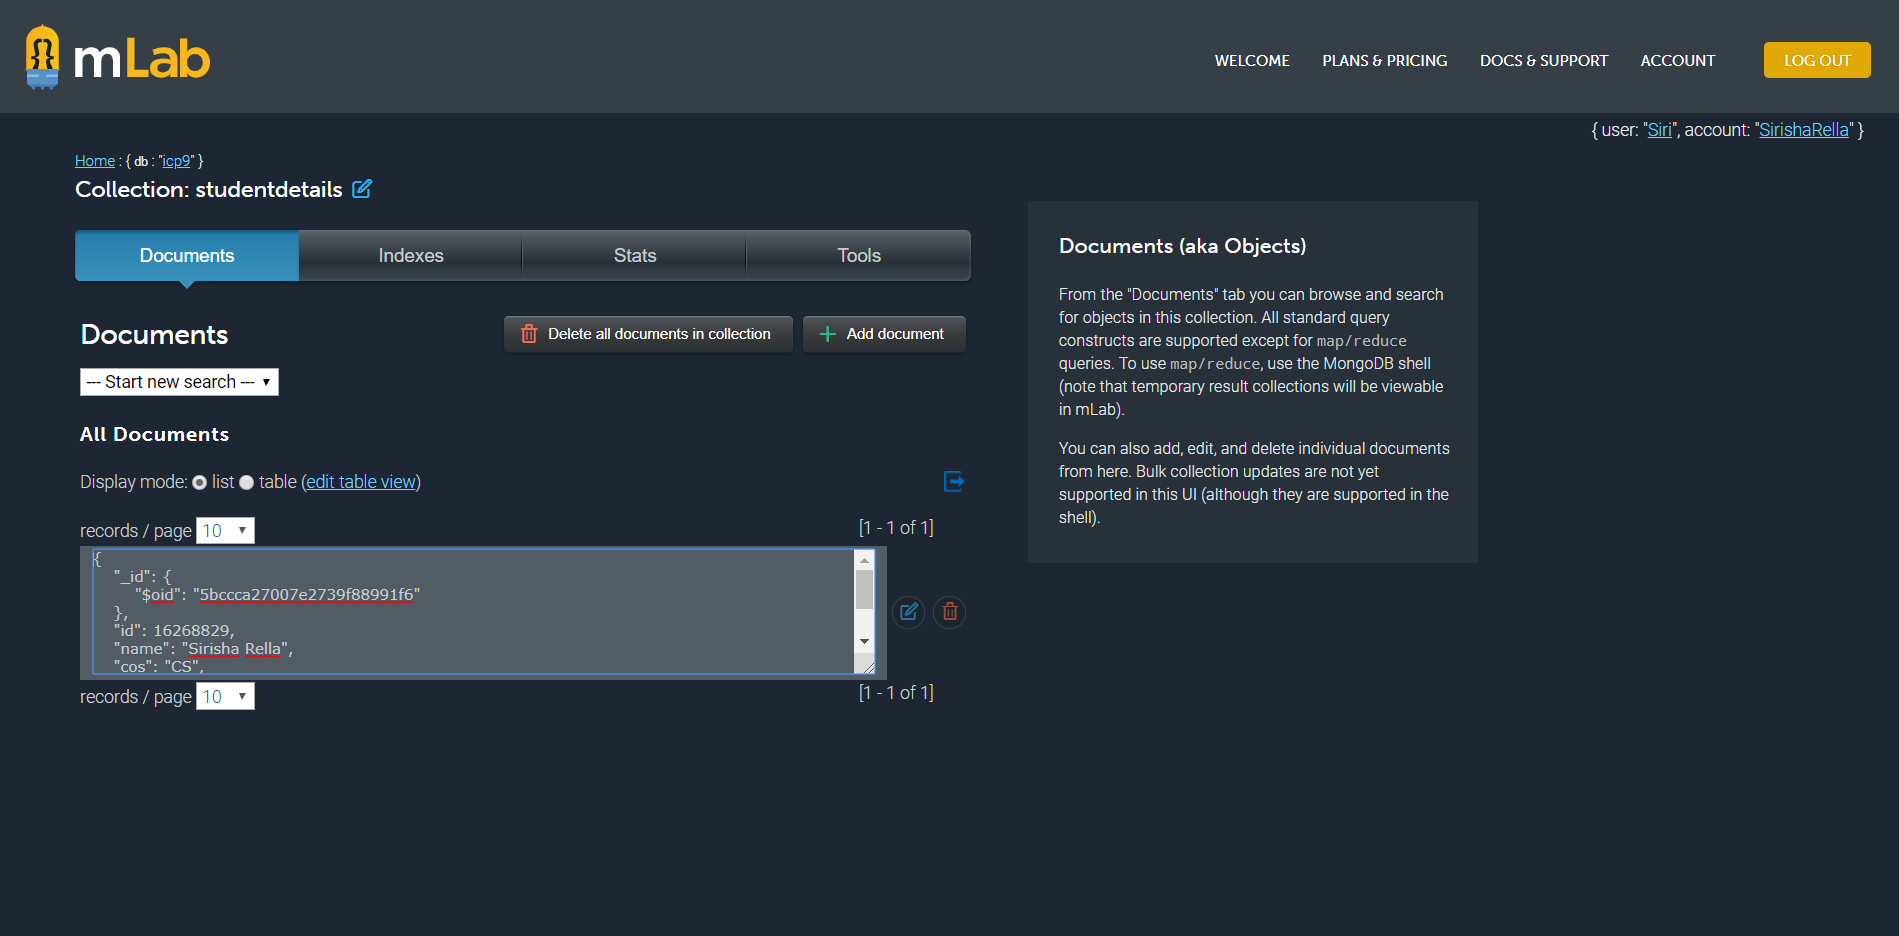 mLab
WELCOME PLANS & PRICING DOCS & SUPPORT ACCOUNT LOG OUT
{ user: "Siri", account: "SirishaRella" }
Home : { db : "icp9" }
Collection: studentdetails
Documents Indexes Stats Tools
Documents
Delete all documents in collection
Add document
--- Start new search ---
All Documents
Display mode: list table (edit table view)
records / page 10
[1 - 1 of 1]
{
"_id": {
"$oid": "5bccca27007e2739f88991f6"
},
"id": 16268829,
"name": "Sirisha Rella",
"cos": "CS",
records / page 10
[1 - 1 of 1]
Documents (aka Objects)
From the "Documents" tab you can browse and search
for objects in this collection. All standard query
constructs are supported except for map/reduce
queries. To use map/reduce, use the MongoDB shell
(note that temporary result collections will be viewable
in mLab).
You can also add, edit, and delete individual documents
from here. Bulk collection updates are not yet
supported in this UI (although they are supported in the
shell).